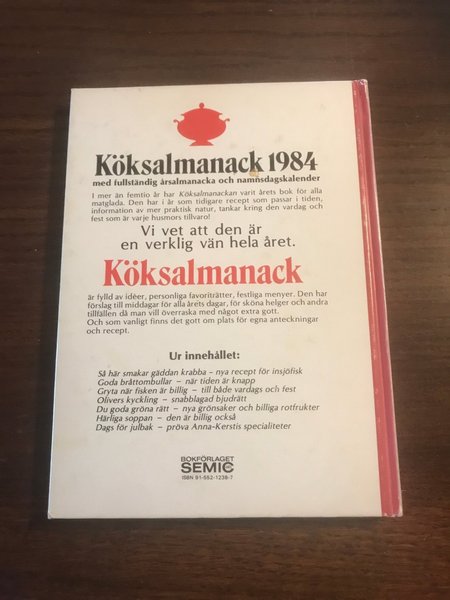 Köksalmanack 1984
med fullständig årsalmanacka och namnsdagskalender
I mer än femtio år har Köksalmanackan varit årets bok för alla
matglada. Den har i år som tidigare recept som passar i tiden,
information av mer praktisk natur, tankar kring den vardag och
fest som är varje husmors tillvaro!
Vi vet att den är
en verklig vän hela året.
Köksalmanack
är fylld av idéer, personliga favoriträtter, festliga menyer. Den har
förslag till middagar för alla årets dagar, för sköna helger och andra
tillfällen då man vill överraska med något extra gott.
Och som vanligt finns det gott om plats för egna anteckningar
och recept.
Ur innehållet:
Så här smakar gäddan krabba – nya recept för insjöfisk
Goda bråttombullar – när tiden är knapp
Gryta när fisken är billig – till både vardags och fest
Olivers kyckling – snabblagad bjudrätt
Du goda gröna rätt – nya grönsaker och billiga rotfrukter
Härliga soppan – den är billig också
Dags för julbak – pröva Anna-Kerstis specialiteter
BOKFÖRLAGET
SEMIC
ISBN 91-552-1238-7